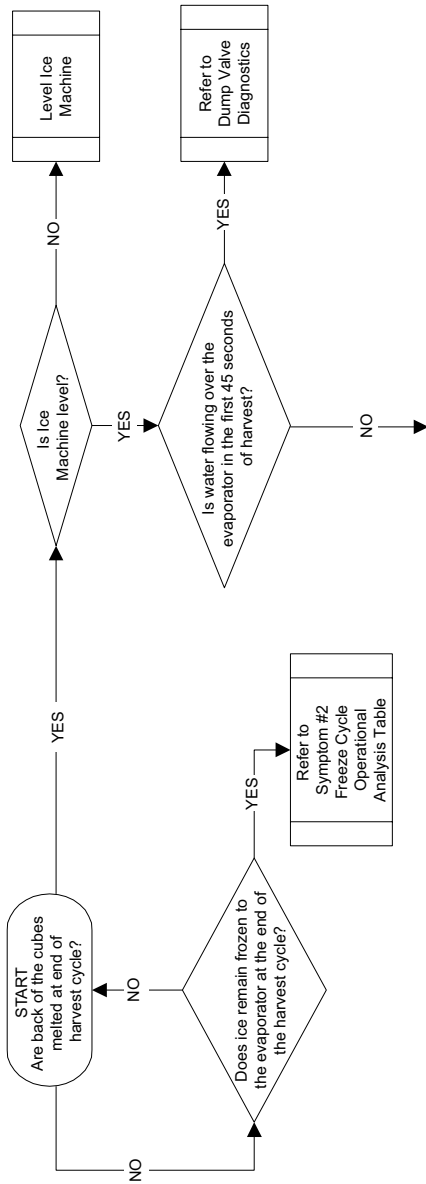 START
Are back of the cubes
melted at end of
harvest cycle?
YES
Is Ice
Machine level?
NO
Level Ice
Machine
YES
Is water flowing over the
evaporator in the first 45 seconds
of harvest?
YES
Refer to
Dump Valve
Diagnostics
NO
NO
Does ice remain frozen to
the evaporator at the end of
the harvest cycle?
NO
YES
Refer to
Symptom #2
Freeze Cycle
Operational
Analysis Table